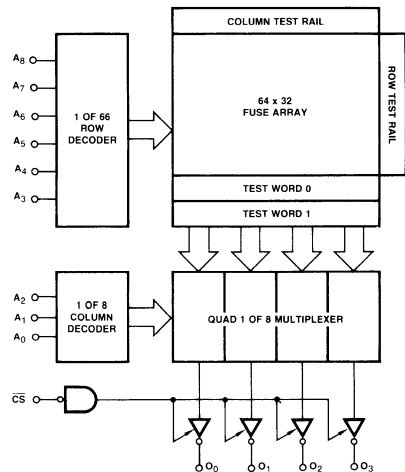 COLUMN TEST RAIL
A8
A7
A6
A5
A4
A3
1 OF 66
ROW
DECODER
64 x 32
FUSE ARRAY
ROW TEST RAIL
TEST WORD 0
TEST WORD 1
A2
A1
A0
1 OF 8
COLUMN
DECODER
QUAD 1 OF 8 MULTIPLEXER
C̅S̅
O0
O1
O2
O3